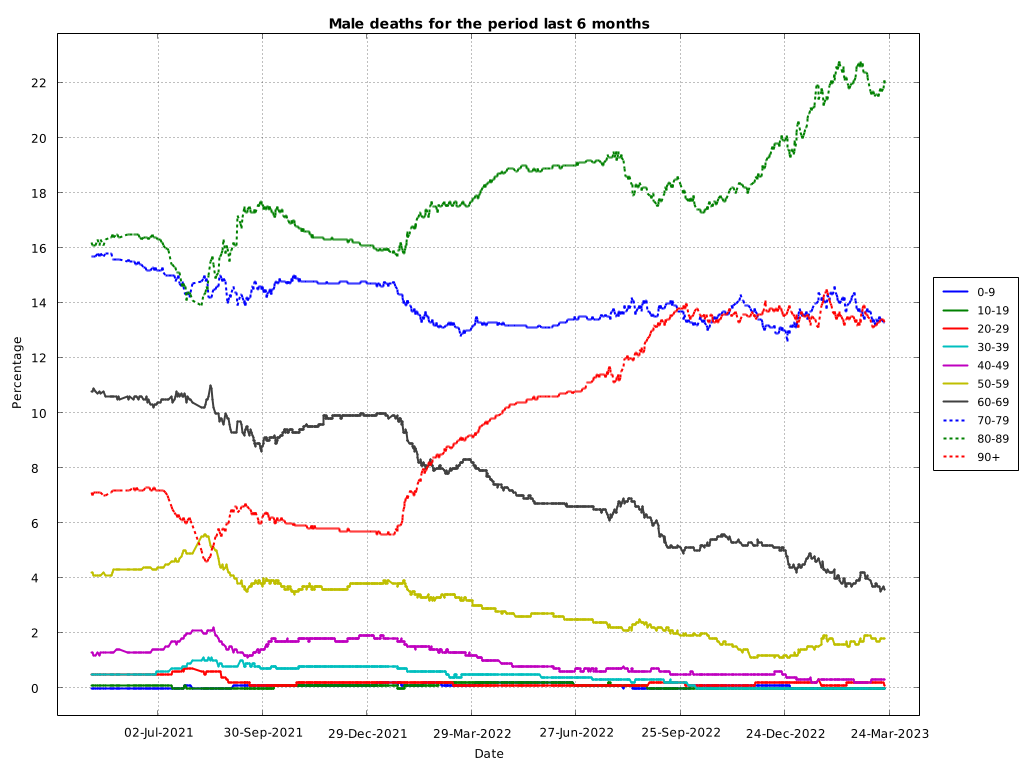 Male deaths for the period last 6 months
Percentage
22
20
18
16
14
12
10
8
6
4
2
0
02-Jul-2021
30-Sep-2021
29-Dec-2021
29-Mar-2022
27-Jun-2022
25-Sep-2022
24-Dec-2022
24-Mar-2023
Date
0-9
10-19
20-29
30-39
40-49
50-59
60-69
70-79
80-89
90+